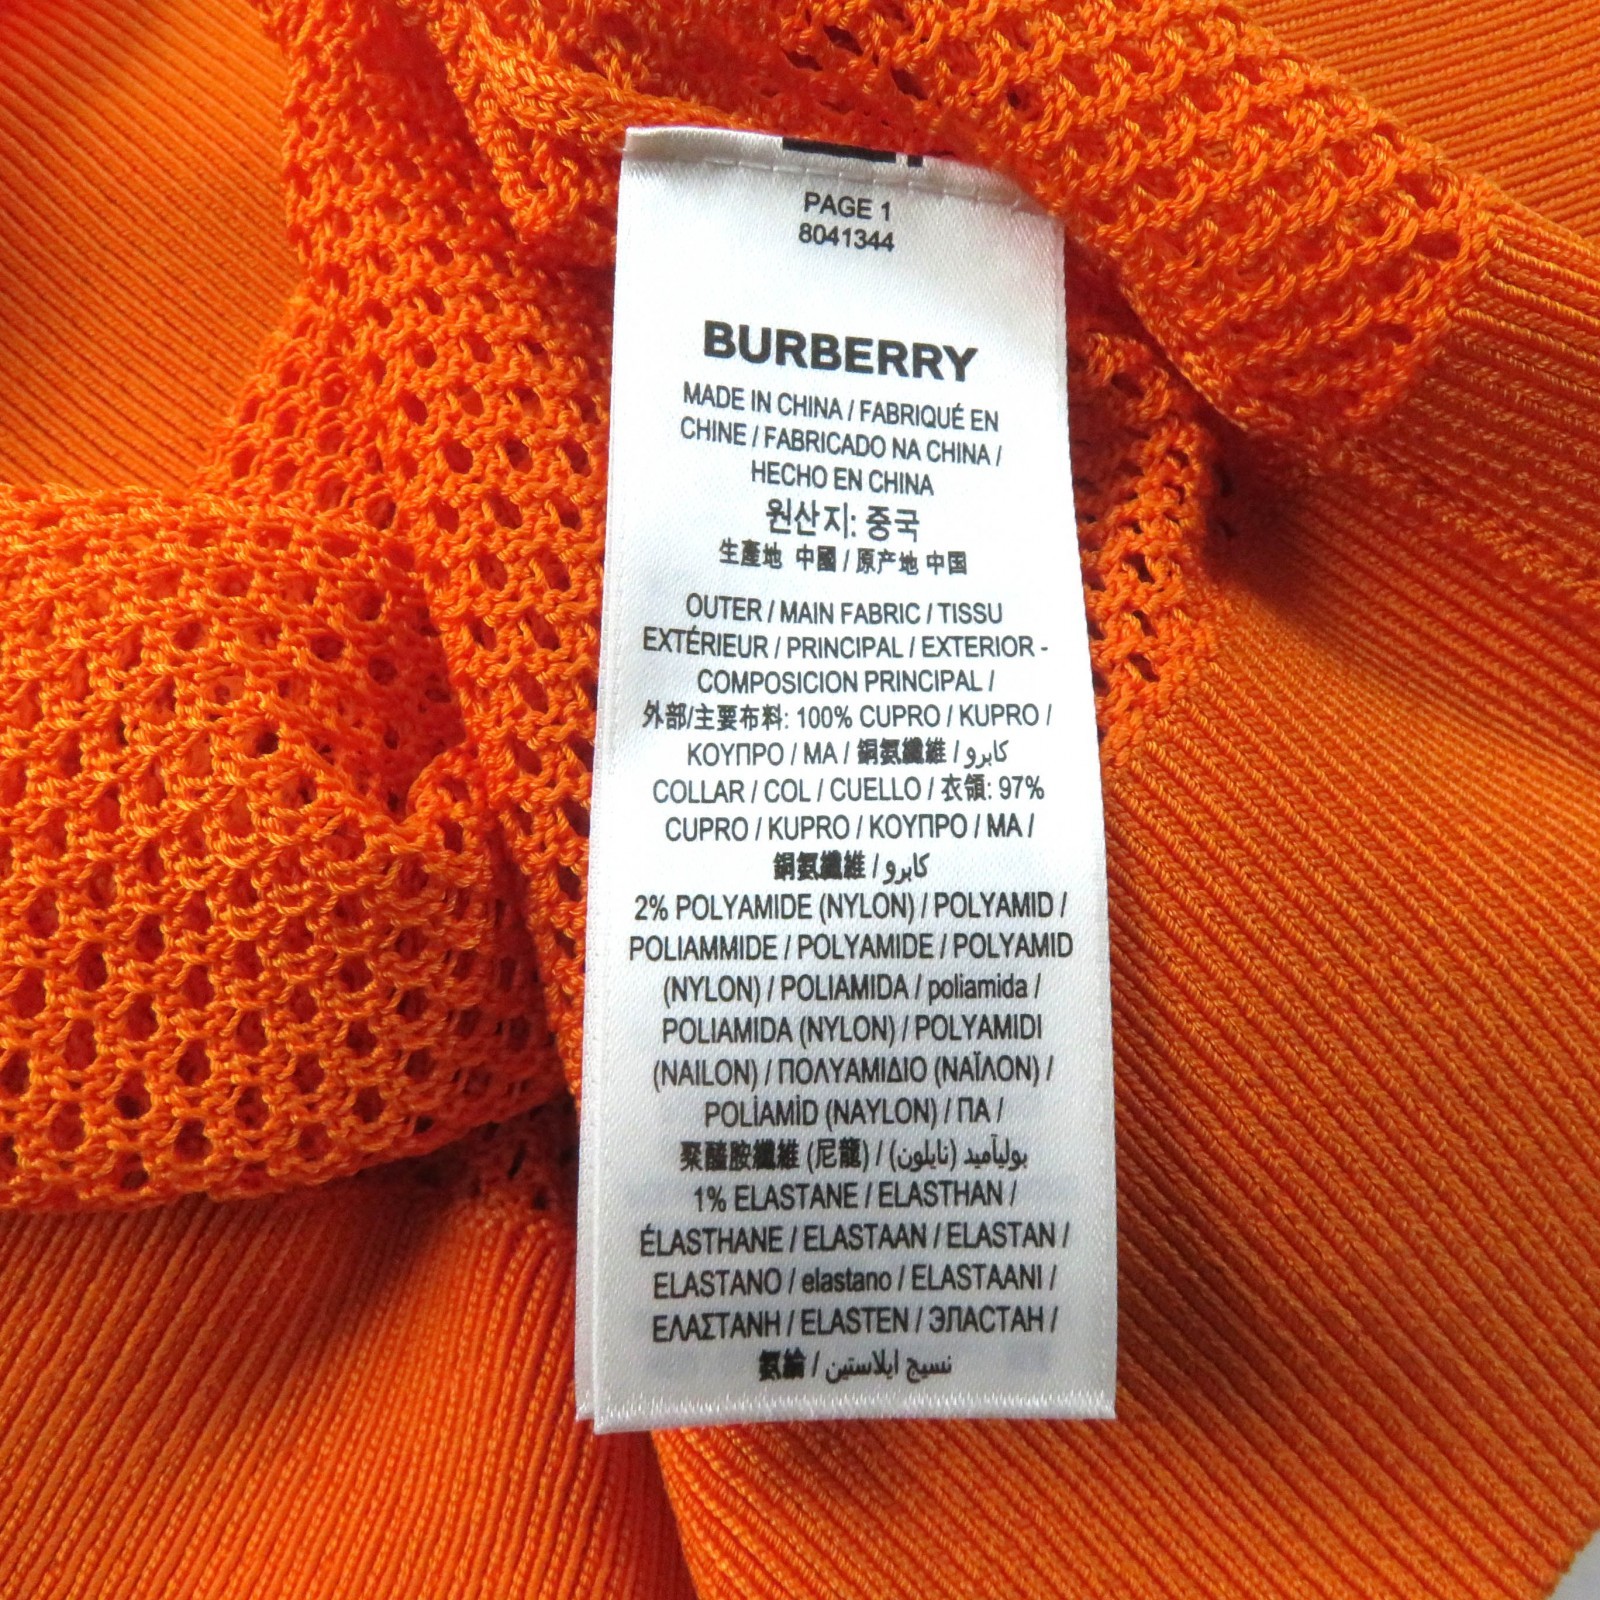 PAGE 1
8041344
BURBERRY
MADE IN CHINA / FABRIQUÉ EN
CHINE / FABRICADO NA CHINA /
HECHO EN CHINA
원산지: 중국
生產地 中國 / 原产地 中国
OUTER / MAIN FABRIC / TISSU
EXTÉRIEUR / PRINCIPAL / EXTERIOR -
COMPOSICION PRINCIPAL /
外部/主要布料: 100% CUPRO / KUPRO /
ΚΟΥΠΡΟ / МА / 銅氨纖維 / كابرو
COLLAR / COL / CUELLO / 衣領: 97%
CUPRO / KUPRO / ΚΟΥΠΡΟ / МА /
銅氨纖維 / كابرو
2% POLYAMIDE (NYLON) / POLYAMID /
POLIAMMIDE / POLYAMIDE / POLYAMID
(NYLON) / POLIAMIDA / poliamida /
POLIAMIDA (NYLON) / POLYAMIDI
(NAILON) / ΠΟΛΥΑΜΙΔΙΟ (ΝΑΪΛΟΝ) /
POLİAMİD (NAYLON) / ПА /
聚醯胺纖維 (尼龍) / بوليآميد (نايلون)
1% ELASTANE / ELASTHAN /
ÉLASTHANE / ELASTAAN / ELASTAN /
ELASTANO / elastano / ELASTAANI /
ΕΛΑΣΤΑΝΗ / ELASTEN / ЭЛАСТАН /
氨綸 / نسيج ايلاستين